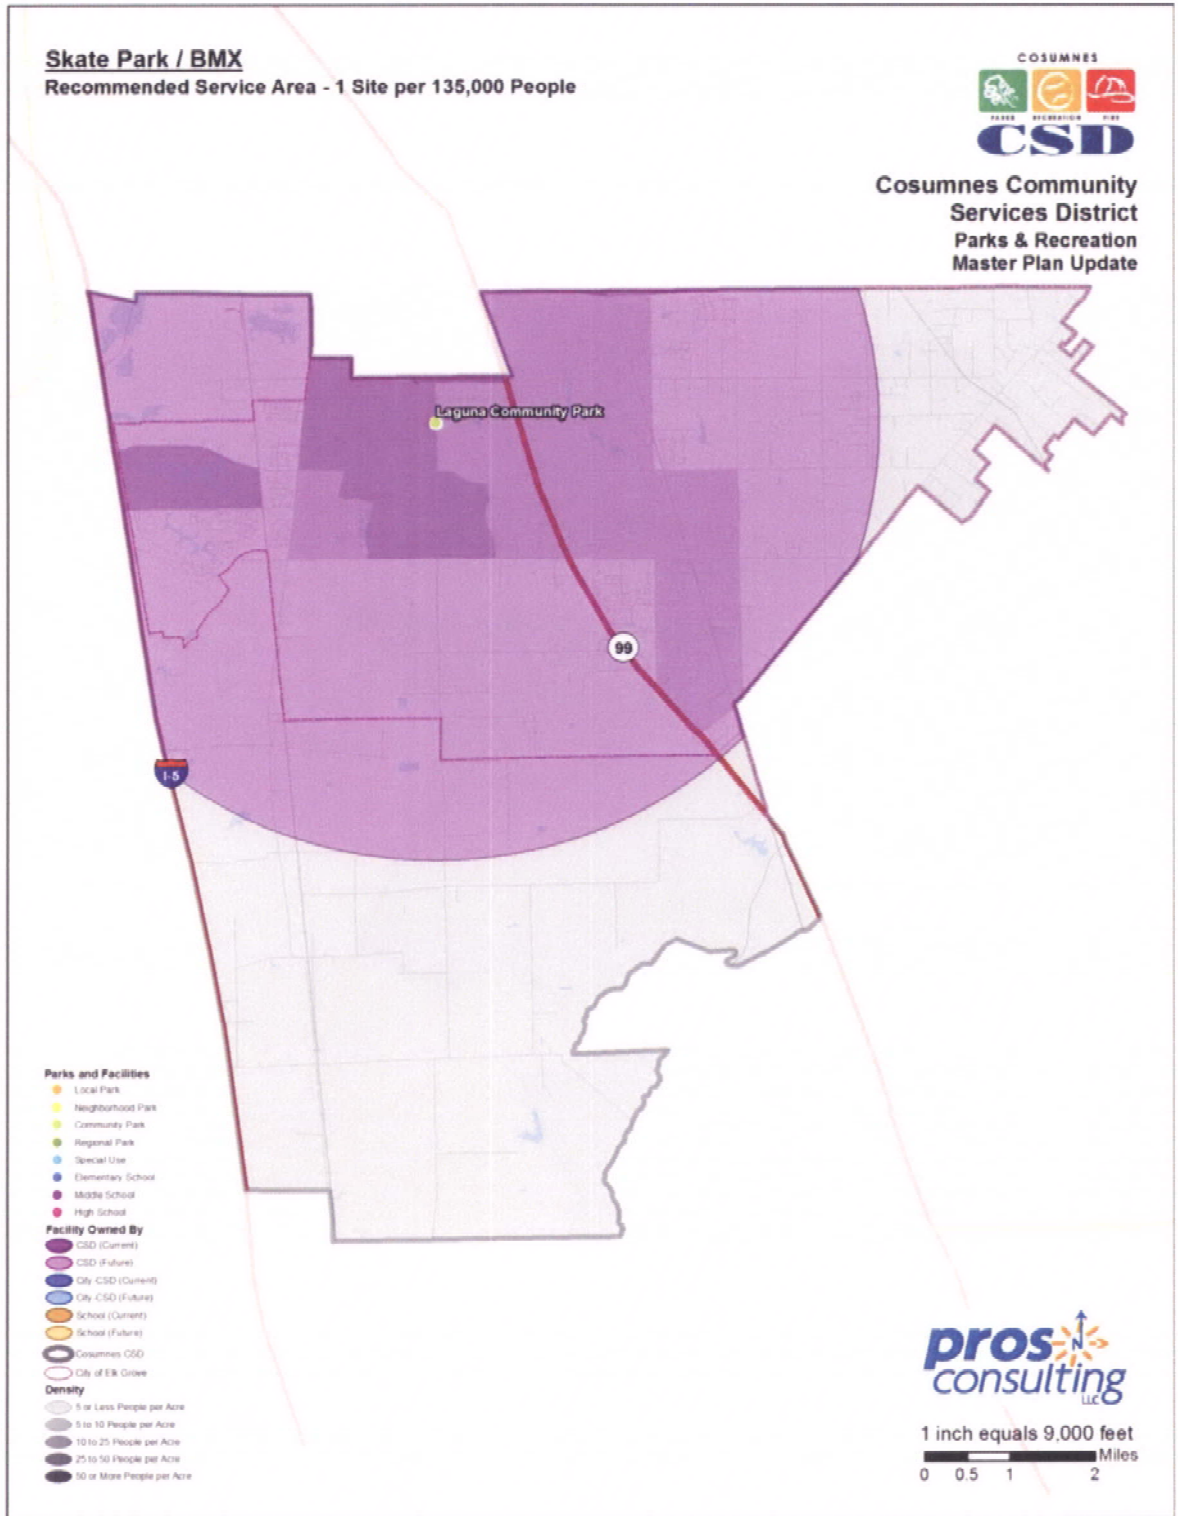 Skate Park / BMX
Recommended Service Area - 1 Site per 135,000 People
COSUMNES
PARKS RECREATION FIRE
CSD
Cosumnes Community
Services District
Parks & Recreation
Master Plan Update
Laguna Community Park
99
I-5
Parks and Facilities
Local Park
Neighborhood Park
Community Park
Regional Park
Special Use
Elementary School
Middle School
High School
Facility Owned By
CSD (Current)
CSD (Future)
City-CSD (Current)
City-CSD (Future)
School (Current)
School (Future)
Cosumnes CSD
City of Elk Grove
Density
5 or Less People per Acre
5 to 10 People per Acre
10 to 25 People per Acre
25 to 50 People per Acre
50 or More People per Acre
N
pros
consulting
LLC
1 inch equals 9,000 feet
Miles
0 0.5 1 2